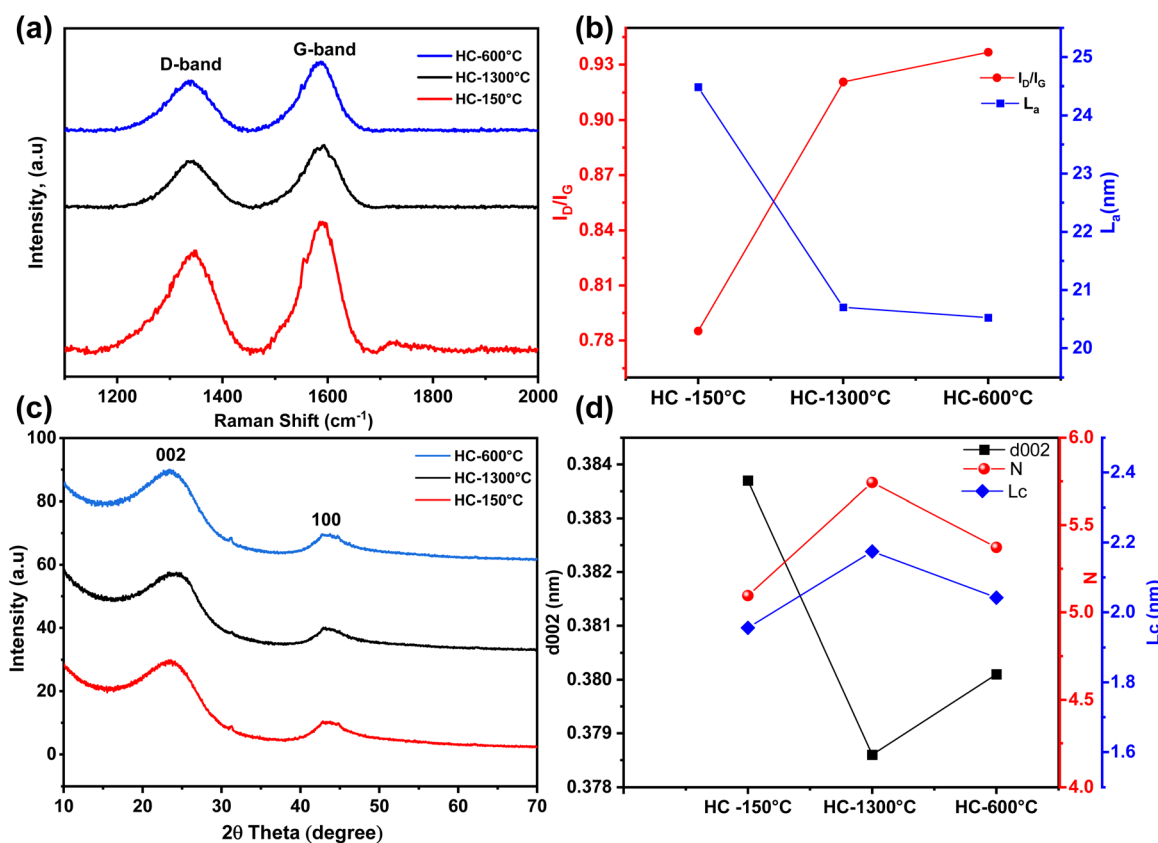 (a)
D-band
G-band
HC-600°C
HC-1300°C
HC-150°C
Intensity, (a.u)
1200
1400
1600
1800
2000
Raman Shift (cm⁻¹)
(b)
0.93
0.90
0.87
0.84
0.81
0.78
I_D/I_G
I_D/I_G
L_a
25
24
23
22
21
20
L_a(nm)
HC -150°C
HC-1300°C
HC-600°C
(c)
100
80
60
40
20
0
Intensity (a.u)
002
100
HC-600°C
HC-1300°C
HC-150°C
10
20
30
40
50
60
70
2θ Theta (degree)
(d)
0.384
0.383
0.382
0.381
0.380
0.379
0.378
d002 (nm)
d002
N
Lc
6.0
5.5
5.0
4.5
4.0
N
2.4
2.2
2.0
1.8
1.6
Lc (nm)
HC -150°C
HC-1300°C
HC-600°C